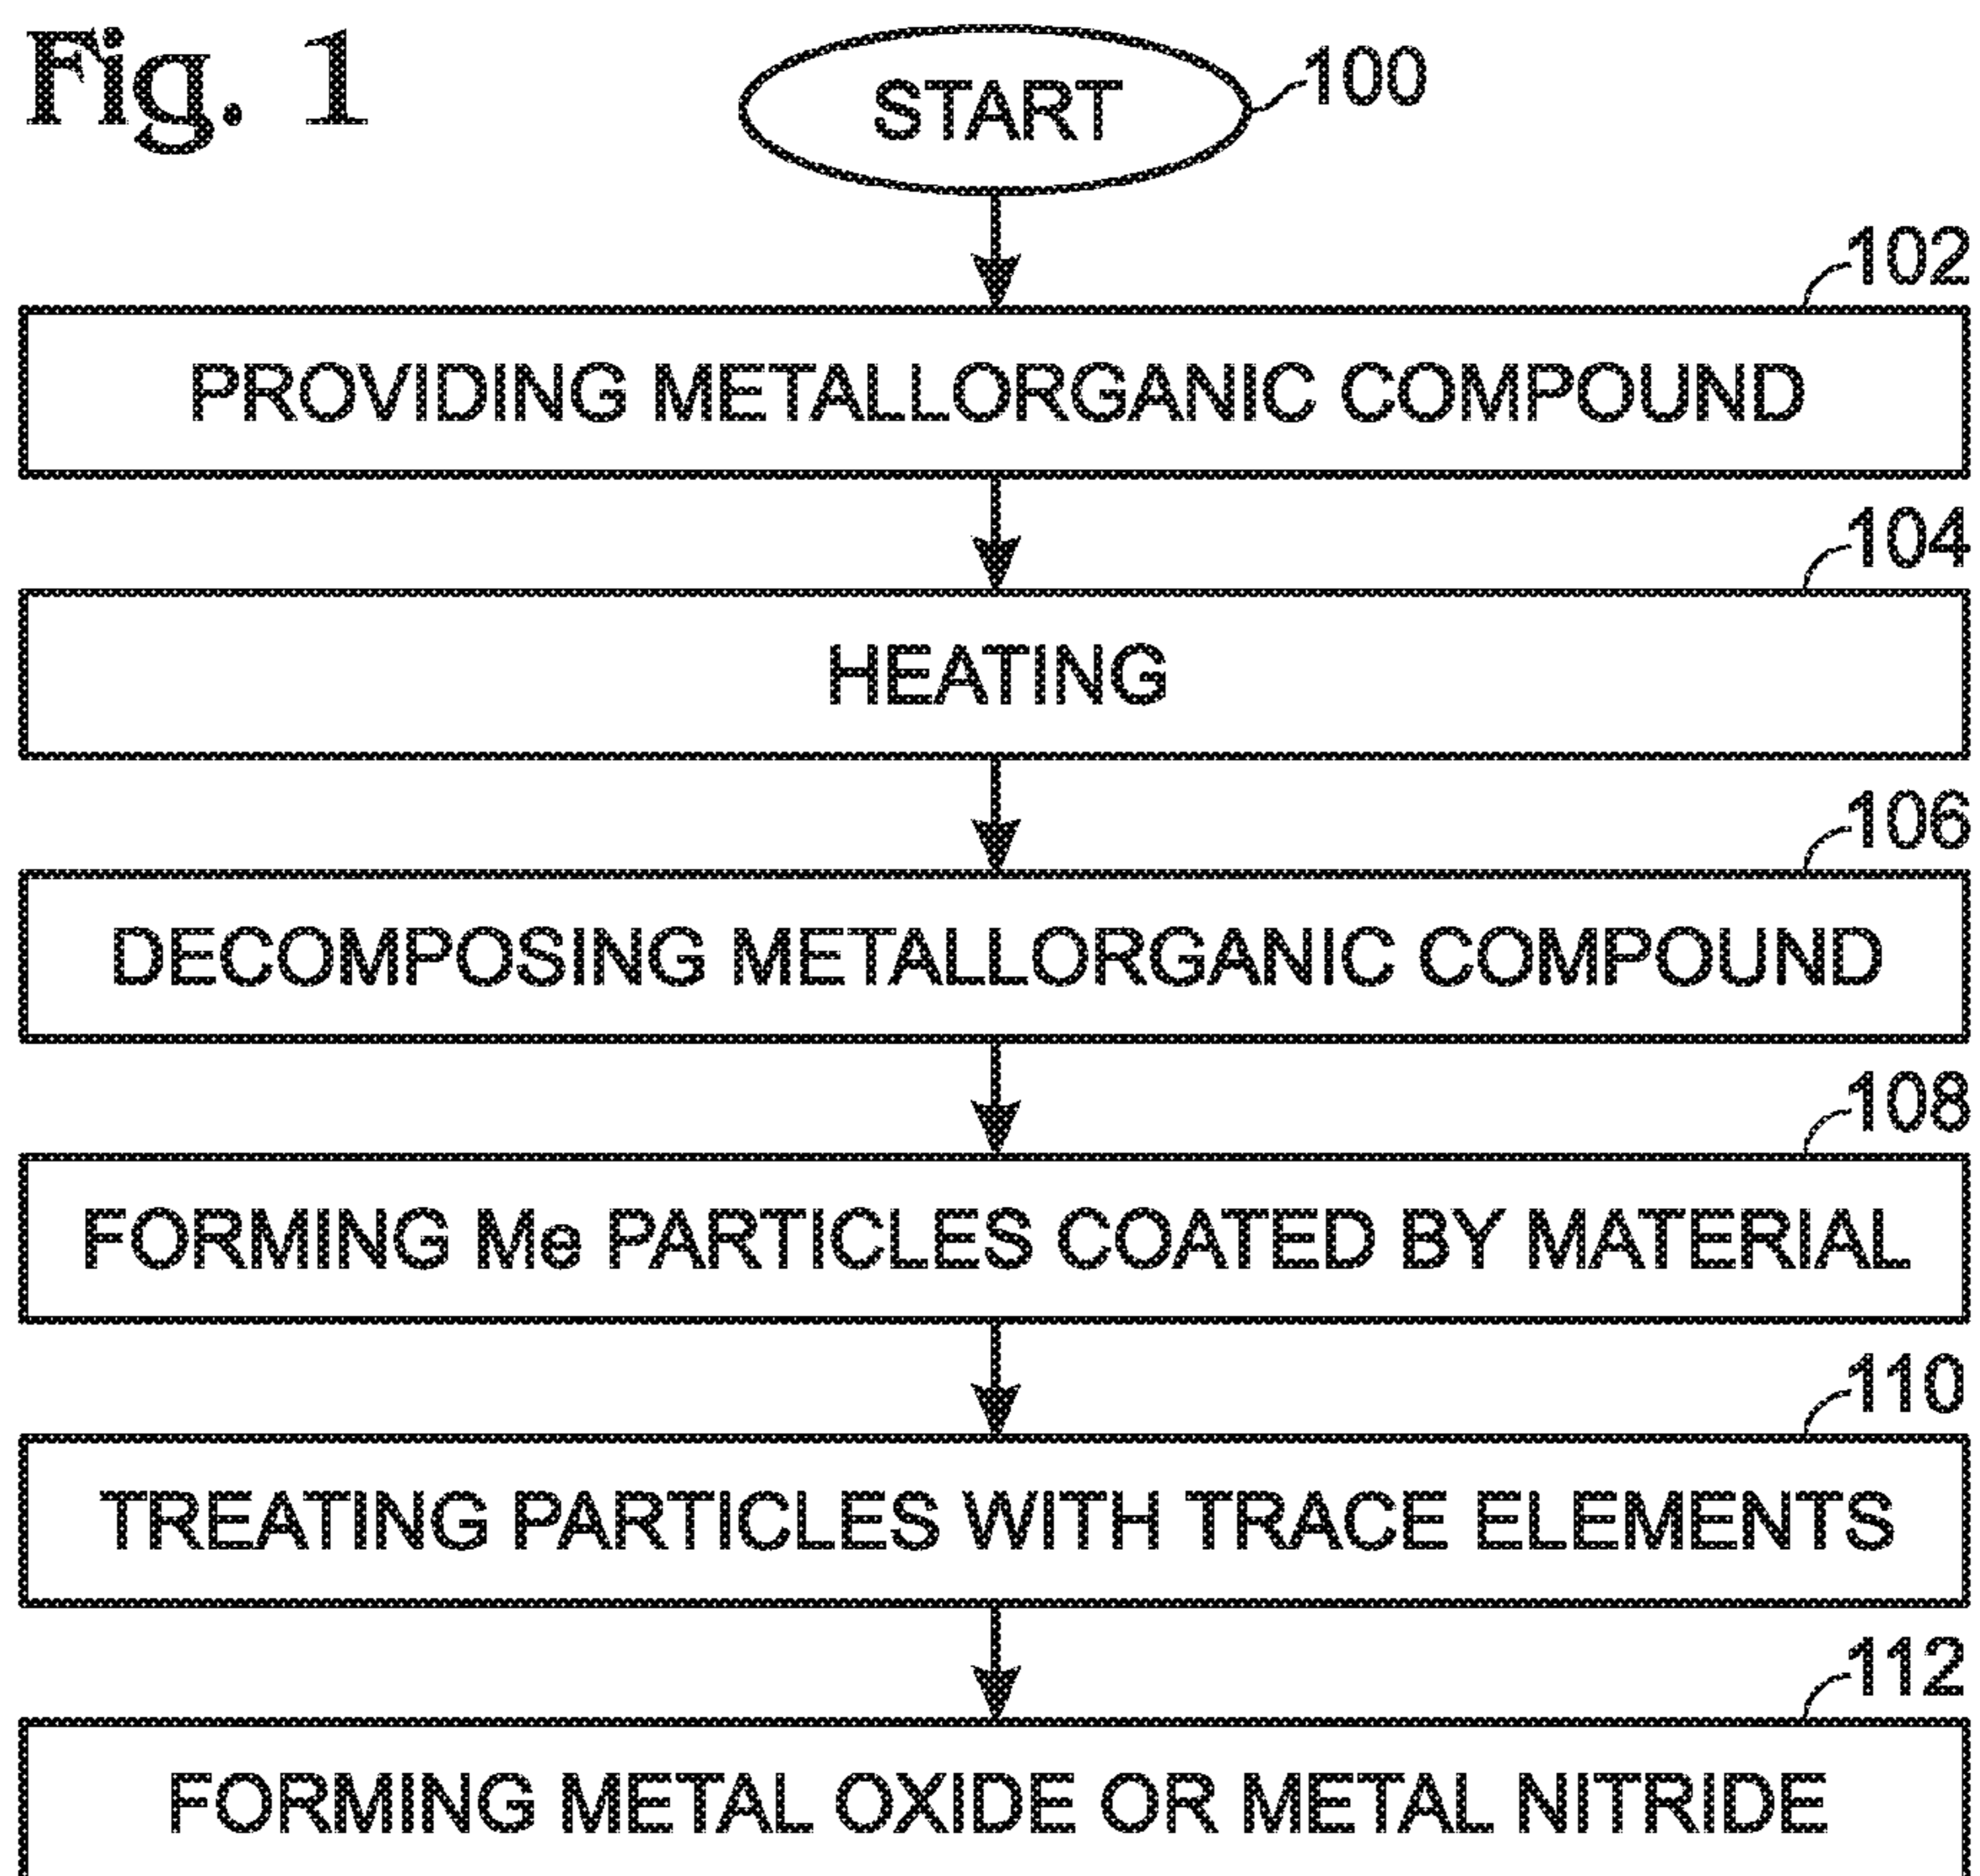 Fig. 1
START
100
102
PROVIDING METALLORGANIC COMPOUND
104
HEATING
106
DECOMPOSING METALLORGANIC COMPOUND
108
FORMING Me PARTICLES COATED BY MATERIAL
110
TREATING PARTICLES WITH TRACE ELEMENTS
112
FORMING METAL OXIDE OR METAL NITRIDE